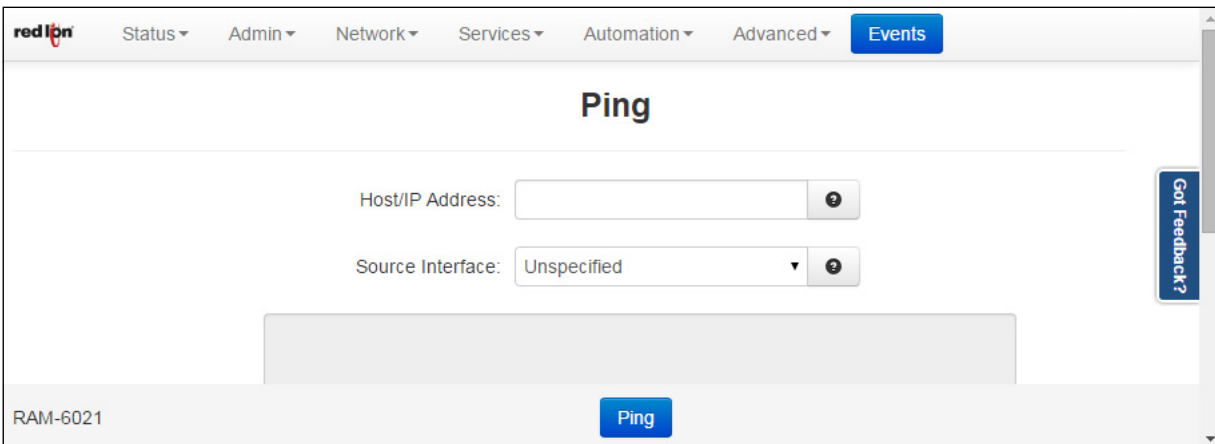 red lion Status Admin Network Services Automation Advanced Events
Ping
Host/IP Address:
Source Interface: Unspecified
Got Feedback?
RAM-6021 Ping